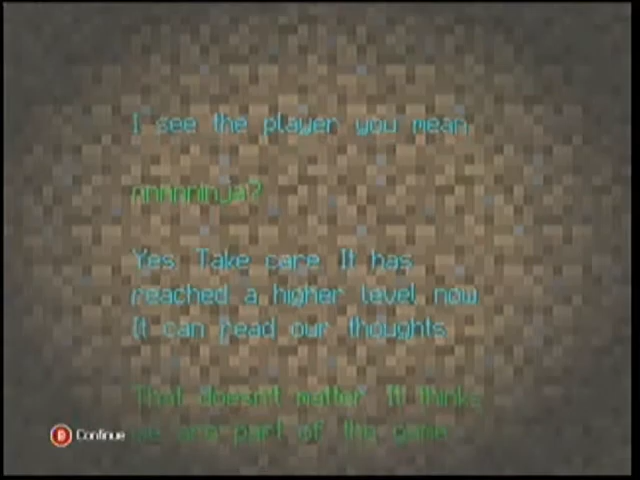 I see the player you mean.
nnnnninja?
Yes. Take care. It has
reached a higher level now.
It can read our thoughts.
That doesn't matter. It thinks
we are part of the game.
B Continue